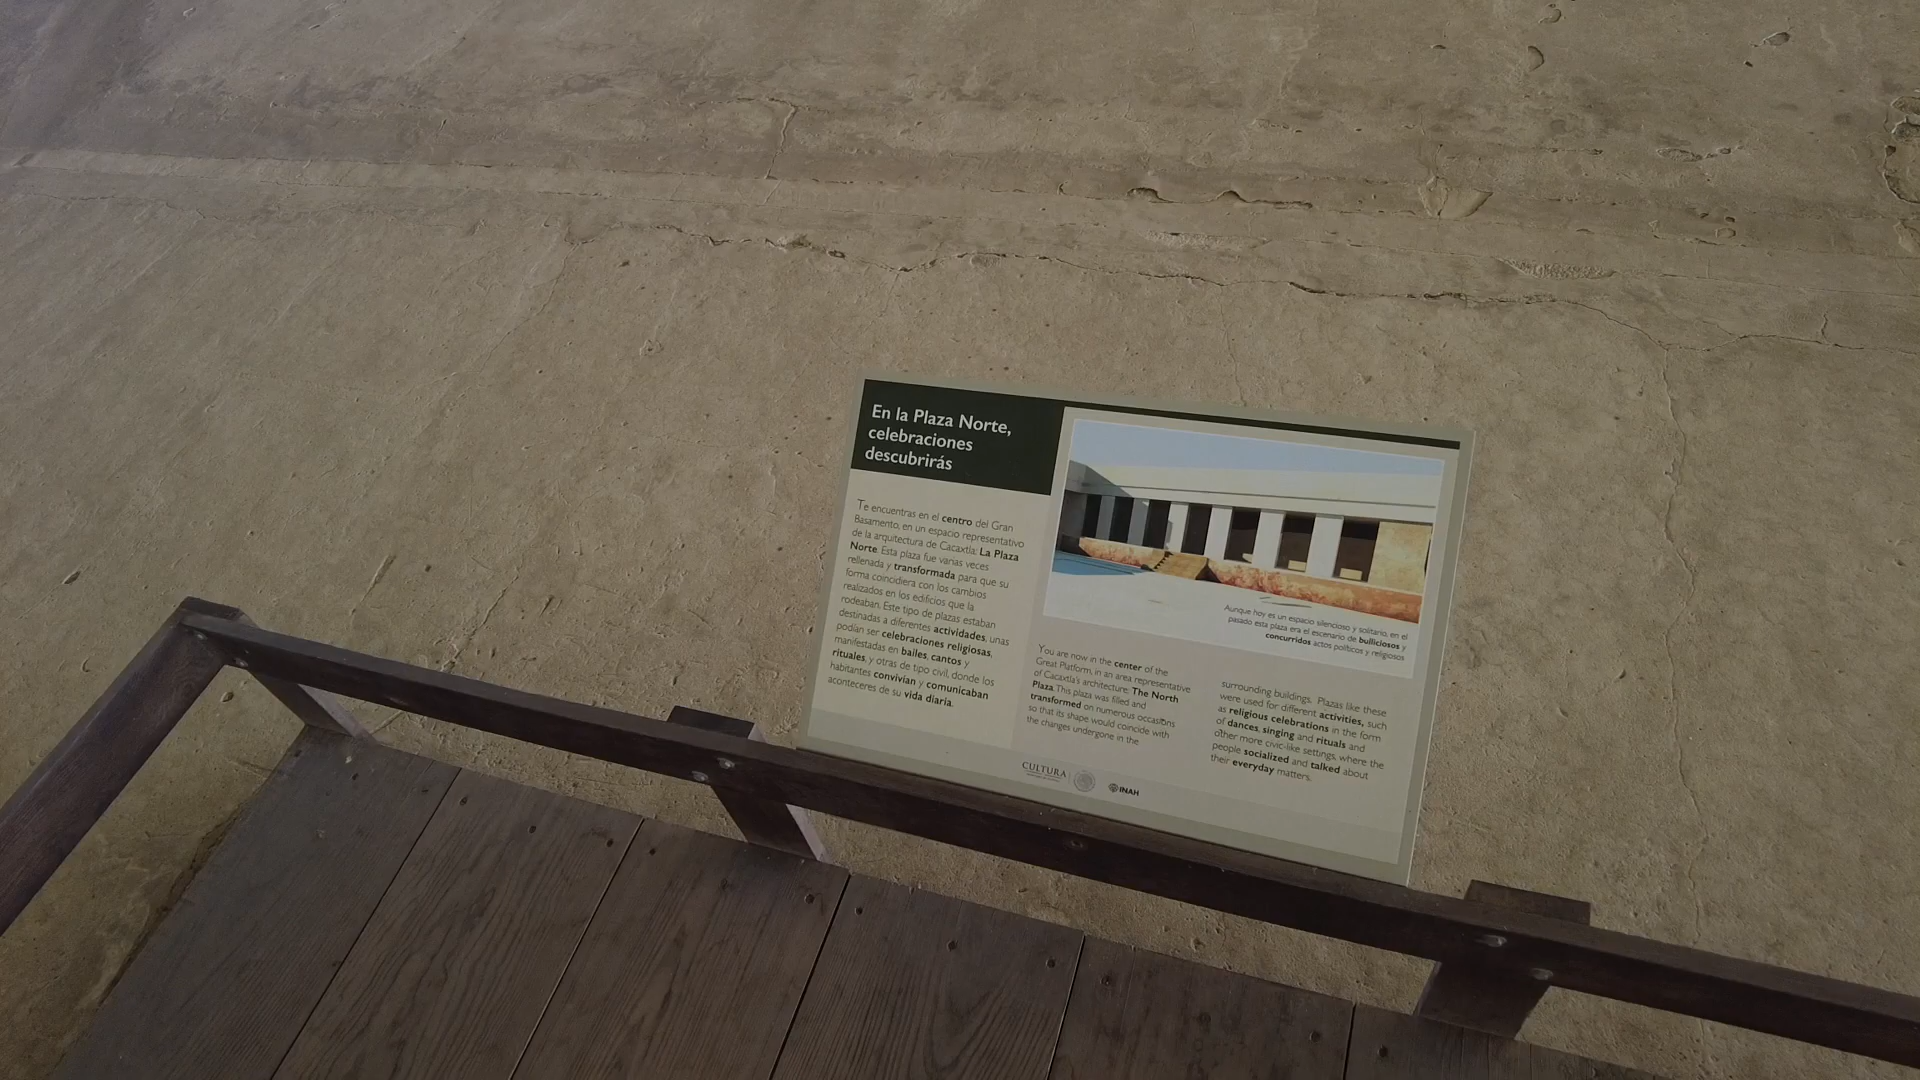 En la Plaza Norte,
celebraciones
descubrirás
Te encuentras en el centro del Gran
Basamento, en un espacio representativo
de la arquitectura de Cacaxtla: La Plaza
Norte. Esta plaza fue varias veces
rellenada y transformada para que su
forma coincidiera con los cambios
realizados en los edificios que la
rodeaban. Este tipo de plazas estaban
destinadas a diferentes actividades, unas
podían ser celebraciones religiosas,
manifestadas en bailes, cantos y
rituales, y otras de tipo civil, donde los
habitantes convivían y comunicaban
aconteceres de su vida diaria.
Aunque hoy es un espacio silencioso y solitario, en el
pasado esta plaza era el escenario de bulliciosos y
concurridos actos políticos y religiosos
You are now in the center of the
Great Platform, in an area representative
of Cacaxtla's architecture: The North
Plaza. This plaza was filled and
transformed on numerous occasions
so that its shape would coincide with
the changes undergone in the
surrounding buildings. Plazas like these
were used for different activities, such
as religious celebrations in the form
of dances, singing and rituals and
other more civic-like settings, where the
people socialized and talked about
their everyday matters.
CULTURA
INAH